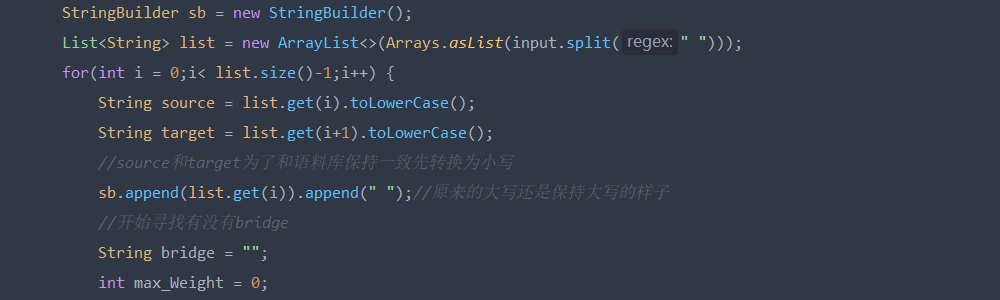 StringBuilder sb = new StringBuilder();
List<String> list = new ArrayList<>(Arrays.asList(input.split( regex: " ")));
for(int i = 0;i< list.size()-1;i++) {
String source = list.get(i).toLowerCase();
String target = list.get(i+1).toLowerCase();
//source和target为了和语料库保持一致先转换为小写
sb.append(list.get(i)).append(" ");//原来的大写还是保持大写的样子
//开始寻找有没有bridge
String bridge = "";
int max_Weight = 0;